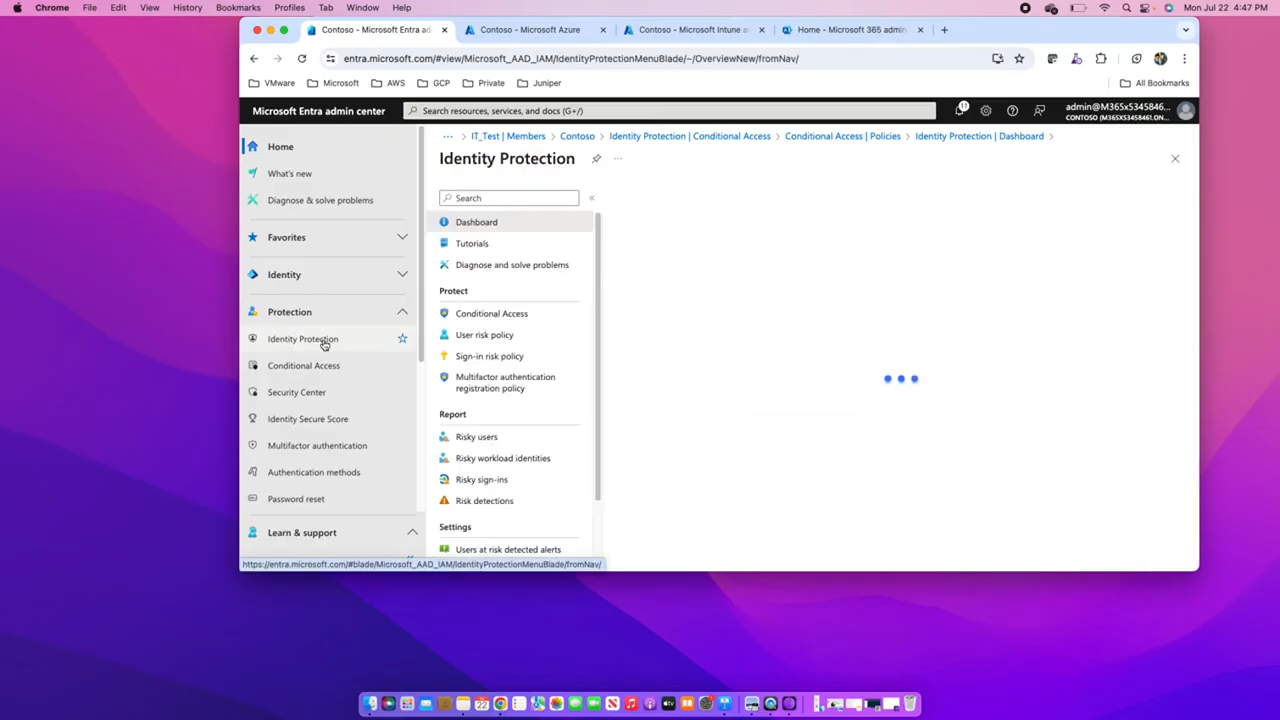 Chrome File Edit View History Bookmarks Profiles Tab Window Help Mon Jul 22 4:47 PM
Contoso - Microsoft Entra ad Contoso - Microsoft Azure Contoso - Microsoft Intune a Home - Microsoft 365 admin
entra.microsoft.com/#view/Microsoft_AAD_IAM/IdentityProtectionMenuBlade/~/OverviewNew/fromNav/
VMware Microsoft AWS GCP Private Juniper All Bookmarks
Microsoft Entra admin center Search resources, services, and docs (G+/) 11 admin@M365x5345846...
CONTOSO (M365X53458461.ON...
Home
What's new
Diagnose & solve problems
Favorites
Identity
Protection
Identity Protection
Conditional Access
Security Center
Identity Secure Score
Multifactor authentication
Authentication methods
Password reset
Learn & support
... IT_Test | Members Contoso Identity Protection | Conditional Access Conditional Access | Policies Identity Protection | Dashboard
Identity Protection
Search
Dashboard
Tutorials
Diagnose and solve problems
Protect
Conditional Access
User risk policy
Sign-in risk policy
Multifactor authentication
registration policy
Report
Risky users
Risky workload identities
Risky sign-ins
Risk detections
Settings
Users at risk detected alerts
https://entra.microsoft.com/#blade/Microsoft_AAD_IAM/IdentityProtectionMenuBlade/fromNav/